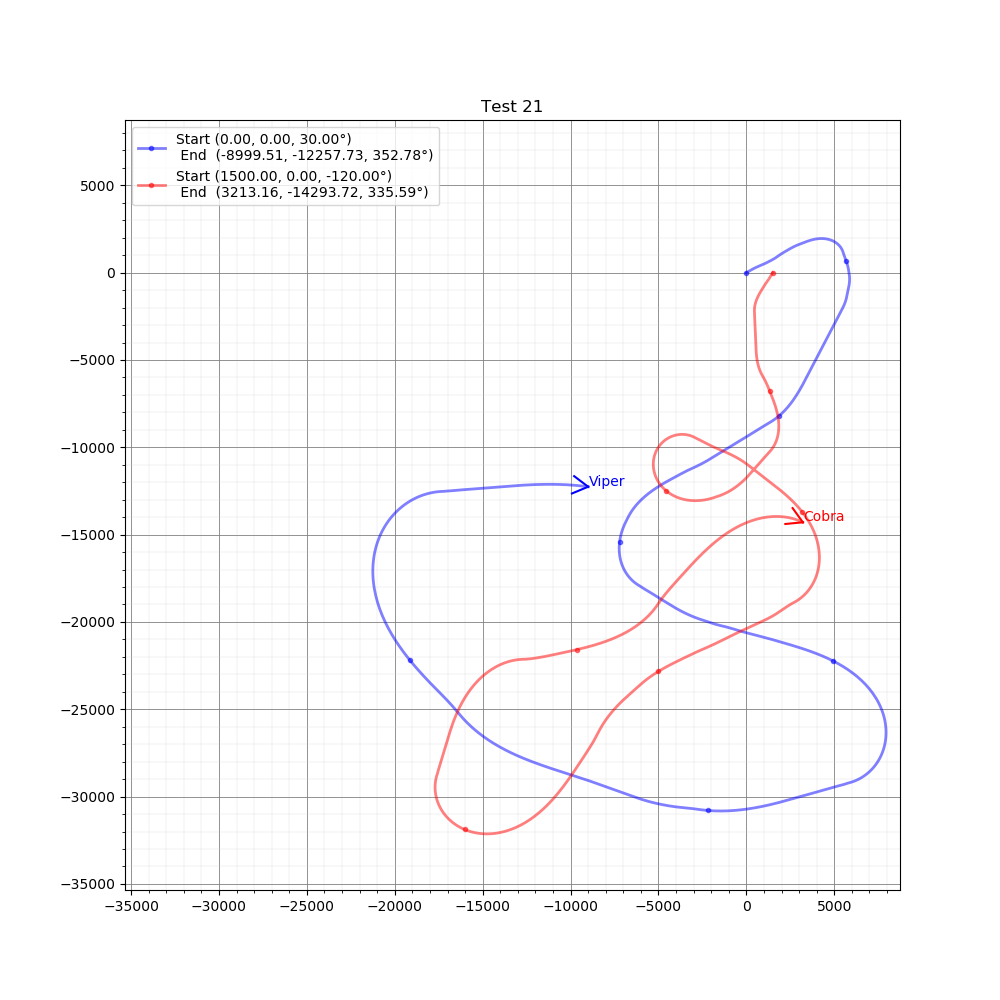 Test 21
Start (0.00, 0.00, 30.00°)
End  (-8999.51, -12257.73, 352.78°)
Start (1500.00, 0.00, -120.00°)
End  (3213.16, -14293.72, 335.59°)
5000
0
−5000
−10000
−15000
−20000
−25000
−30000
−35000
Viper
Cobra
−35000 −30000 −25000 −20000 −15000 −10000 −5000 0 5000